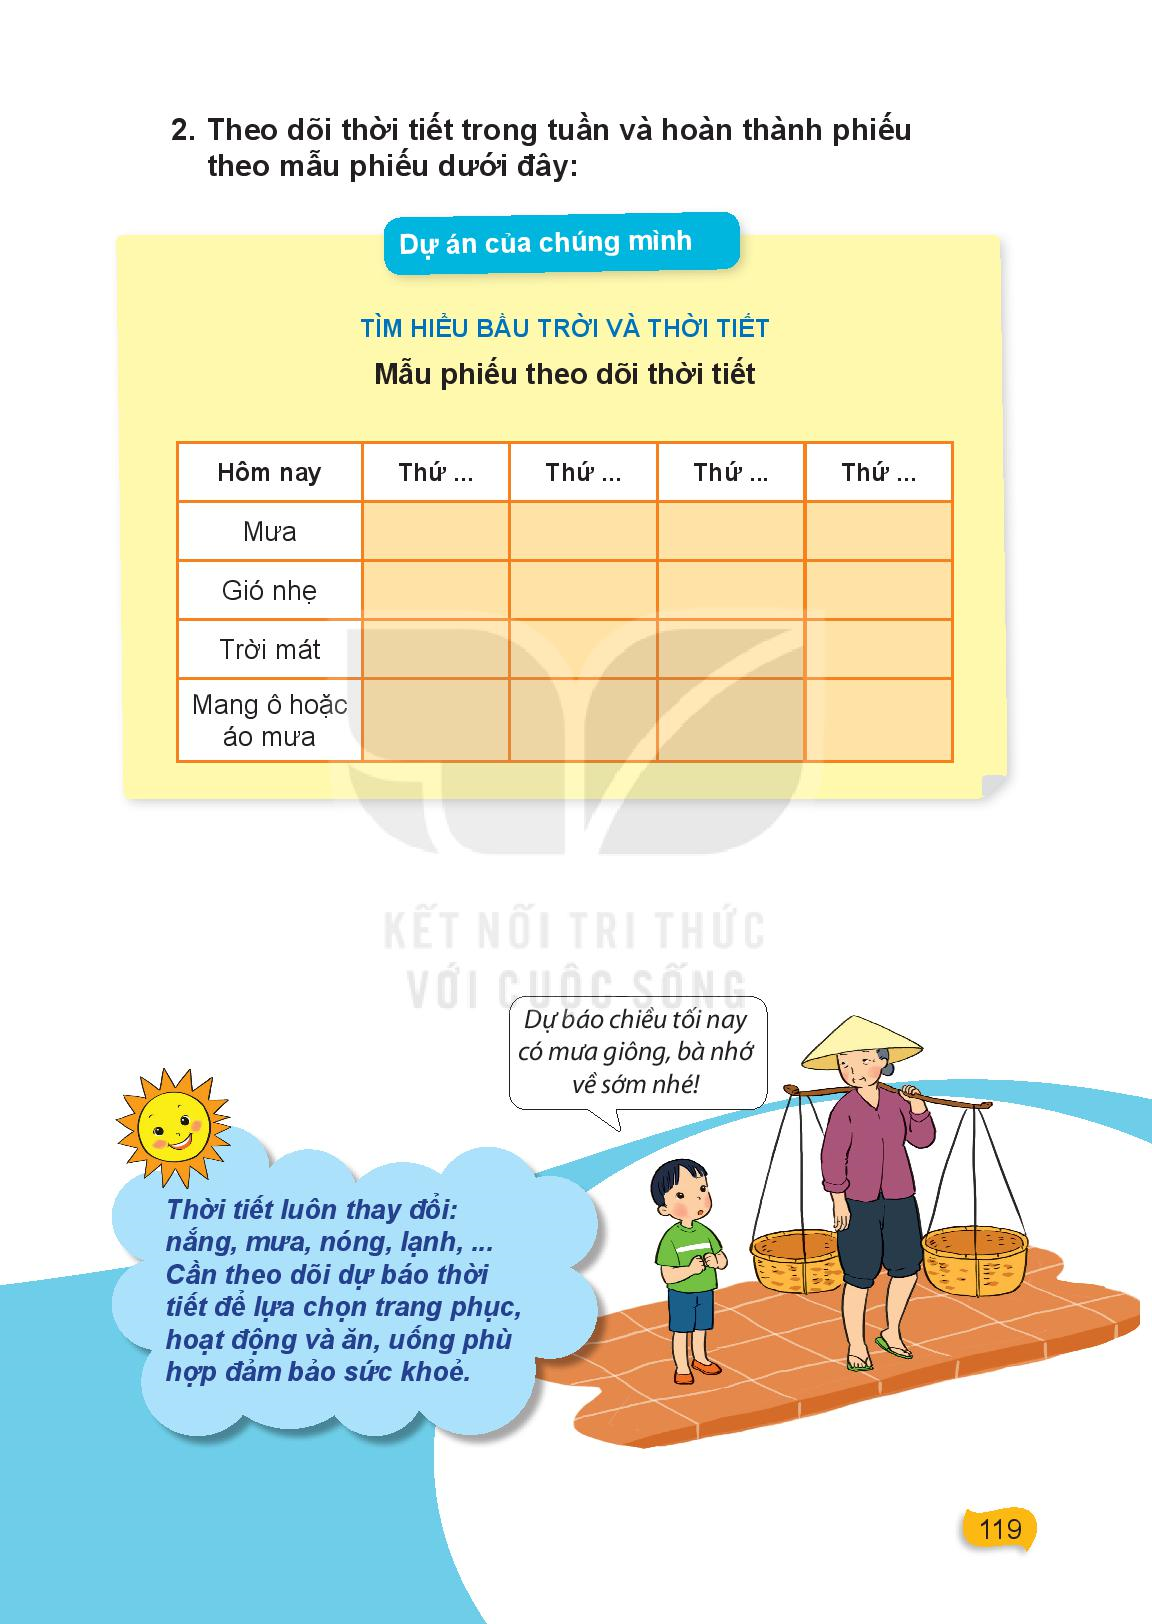 2. Theo dõi thời tiết trong tuần và hoàn thành phiếu
theo mẫu phiếu dưới đây:
Dự án của chúng mình
TÌM HIỂU BẦU TRỜI VÀ THỜI TIẾT
Mẫu phiếu theo dõi thời tiết
Hôm nay Thứ ... Thứ ... Thứ ... Thứ ...
Mưa
Gió nhẹ
Trời mát
Mang ô hoặc
áo mưa
KẾT NỐI TRI THỨC
VỚI CUỘC SỐNG
Dự báo chiều tối nay
có mưa giông, bà nhớ
về sớm nhé!
Thời tiết luôn thay đổi:
nắng, mưa, nóng, lạnh, ...
Cần theo dõi dự báo thời
tiết để lựa chọn trang phục,
hoạt động và ăn, uống phù
hợp đảm bảo sức khoẻ.
119